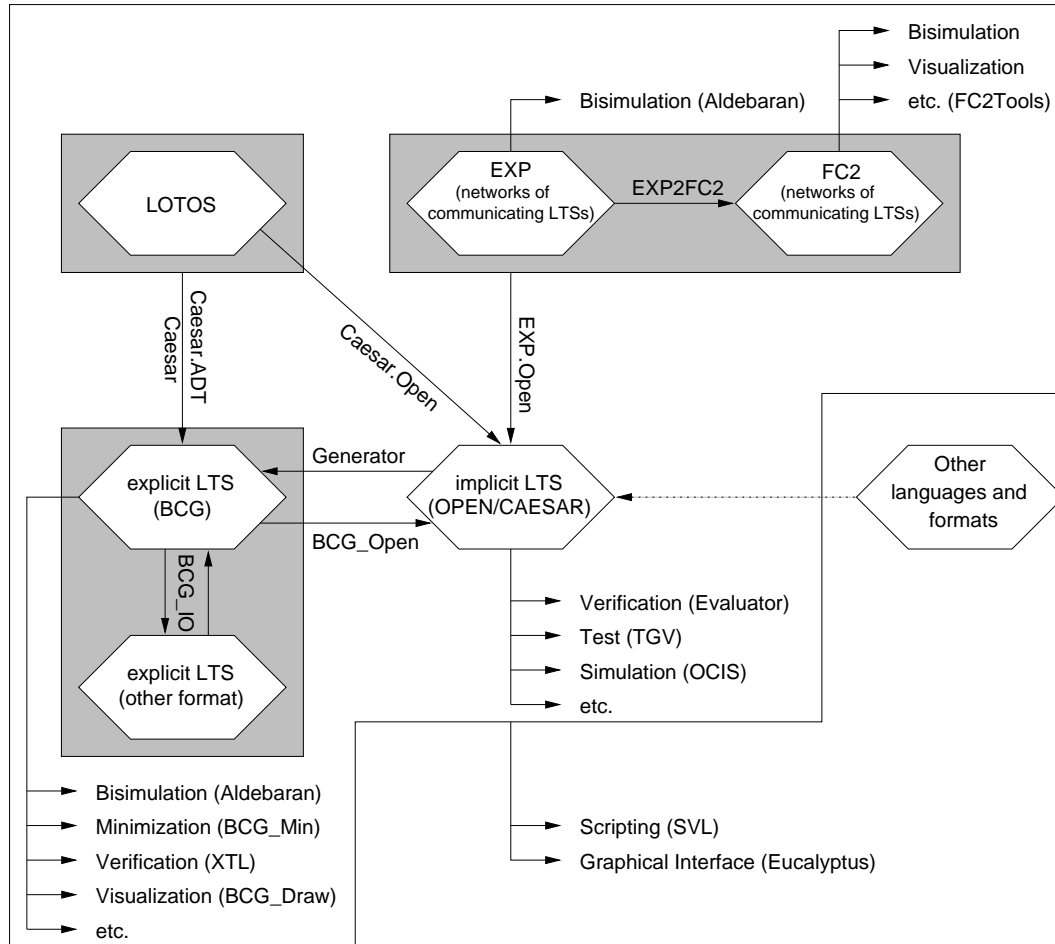 Bisimulation
Visualization
etc. (FC2Tools)
Bisimulation (Aldebaran)
LOTOS
EXP
(networks of
communicating LTSs)
EXP2FC2
FC2
(networks of
communicating LTSs)
Caesar.ADT
Caesar
Caesar.Open
EXP.Open
explicit LTS
(BCG)
Generator
BCG_Open
implicit LTS
(OPEN/CAESAR)
Other
languages and
formats
BCG_IO
explicit LTS
(other format)
Verification (Evaluator)
Test (TGV)
Simulation (OCIS)
etc.
Bisimulation (Aldebaran)
Minimization (BCG_Min)
Verification (XTL)
Visualization (BCG_Draw)
etc.
Scripting (SVL)
Graphical Interface (Eucalyptus)